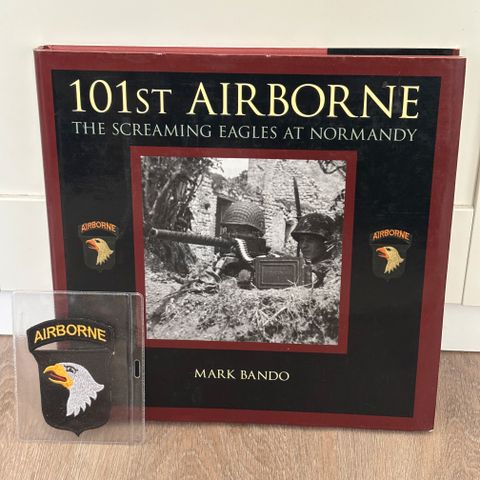 101ST AIRBORNE
THE SCREAMING EAGLES AT NORMANDY
AIRBORNE
AIRBORNE
MARK BANDO
AIRBORNE